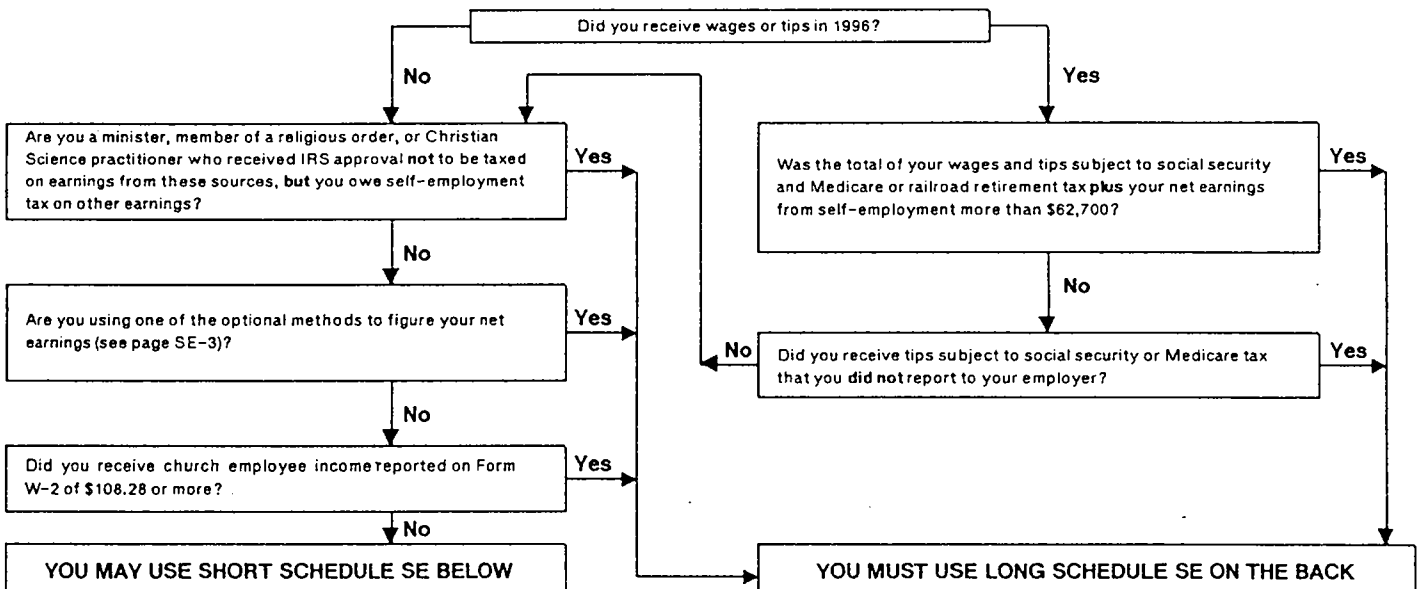 Did you receive wages or tips in 1996?
No
Yes
Are you a minister, member of a religious order, or Christian
Science practitioner who received IRS approval not to be taxed
on earnings from these sources, but you owe self-employment
tax on other earnings?
Yes
Was the total of your wages and tips subject to social security
and Medicare or railroad retirement tax plus your net earnings
from self-employment more than $62,700?
Yes
No
No
Are you using one of the optional methods to figure your net
earnings (see page SE-3)?
Yes
No
Did you receive tips subject to social security or Medicare tax
that you did not report to your employer?
Yes
No
Did you receive church employee income reported on Form
W-2 of $108.28 or more?
Yes
No
YOU MAY USE SHORT SCHEDULE SE BELOW
YOU MUST USE LONG SCHEDULE SE ON THE BACK